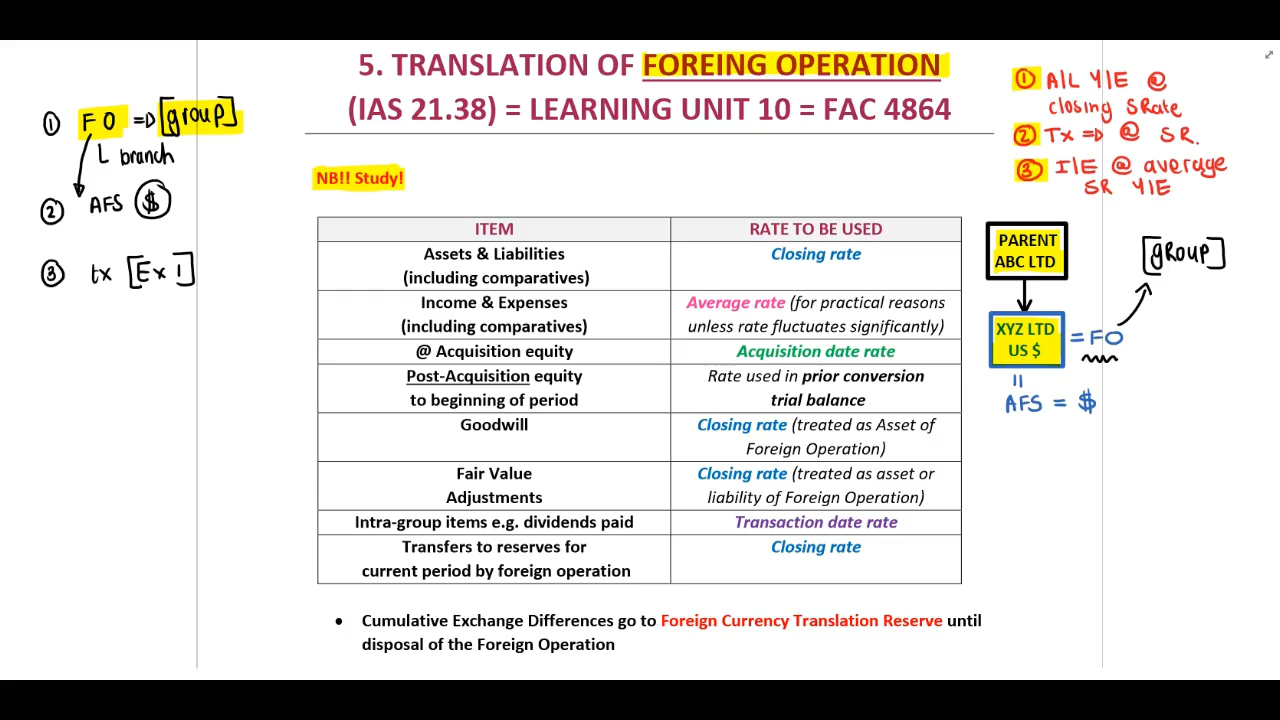 5. TRANSLATION OF FOREING OPERATION
(IAS 21.38) = LEARNING UNIT 10 = FAC 4864
① FO => [group]
L branch
② AFS $
③ tx [Ex 1]
① A/L Y/E @
closing SRate
② Tx => @ SR.
③ I/E @ average
SR Y/E
NB!! Study!
ITEM RATE TO BE USED
Assets & Liabilities
(including comparatives)
Closing rate
Income & Expenses
(including comparatives)
Average rate (for practical reasons
unless rate fluctuates significantly)
@ Acquisition equity
Acquisition date rate
Post-Acquisition equity
to beginning of period
Rate used in prior conversion
trial balance
Goodwill
Closing rate (treated as Asset of
Foreign Operation)
Fair Value
Adjustments
Closing rate (treated as asset or
liability of Foreign Operation)
Intra-group items e.g. dividends paid
Transaction date rate
Transfers to reserves for
current period by foreign operation
Closing rate
PARENT
ABC LTD
[group]
XYZ LTD
US $
= FO
=
AFS = $
• Cumulative Exchange Differences go to Foreign Currency Translation Reserve until
disposal of the Foreign Operation